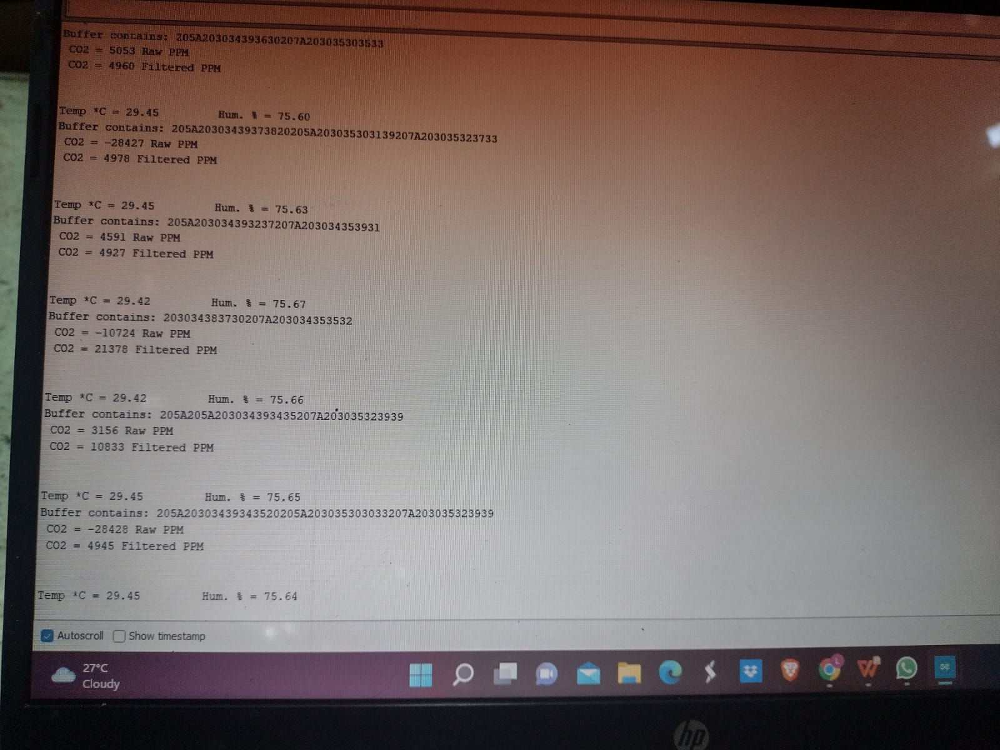 Buffer contains: 205A203034393630207A203035303533
CO2 = 5053 Raw PPM
CO2 = 4960 Filtered PPM
Temp *C = 29.45 Hum. % = 75.60
Buffer contains: 205A20303439373820205A203035303139207A203035323733
CO2 = -28427 Raw PPM
CO2 = 4978 Filtered PPM
Temp *C = 29.45 Hum. % = 75.63
Buffer contains: 205A203034393237207A203034353931
CO2 = 4591 Raw PPM
CO2 = 4927 Filtered PPM
Temp *C = 29.42 Hum. % = 75.67
Buffer contains: 203034383730207A203034353532
CO2 = -10724 Raw PPM
CO2 = 21378 Filtered PPM
Temp *C = 29.42 Hum. % = 75.66
Buffer contains: 205A205A203034393435207A203035323939
CO2 = 3156 Raw PPM
CO2 = 10833 Filtered PPM
Temp *C = 29.45 Hum. % = 75.65
Buffer contains: 205A20303439343520205A203035303033207A203035323939
CO2 = -28428 Raw PPM
CO2 = 4945 Filtered PPM
Temp *C = 29.45 Hum. % = 75.64
Autoscroll Show timestamp
27°C
Cloudy
hp